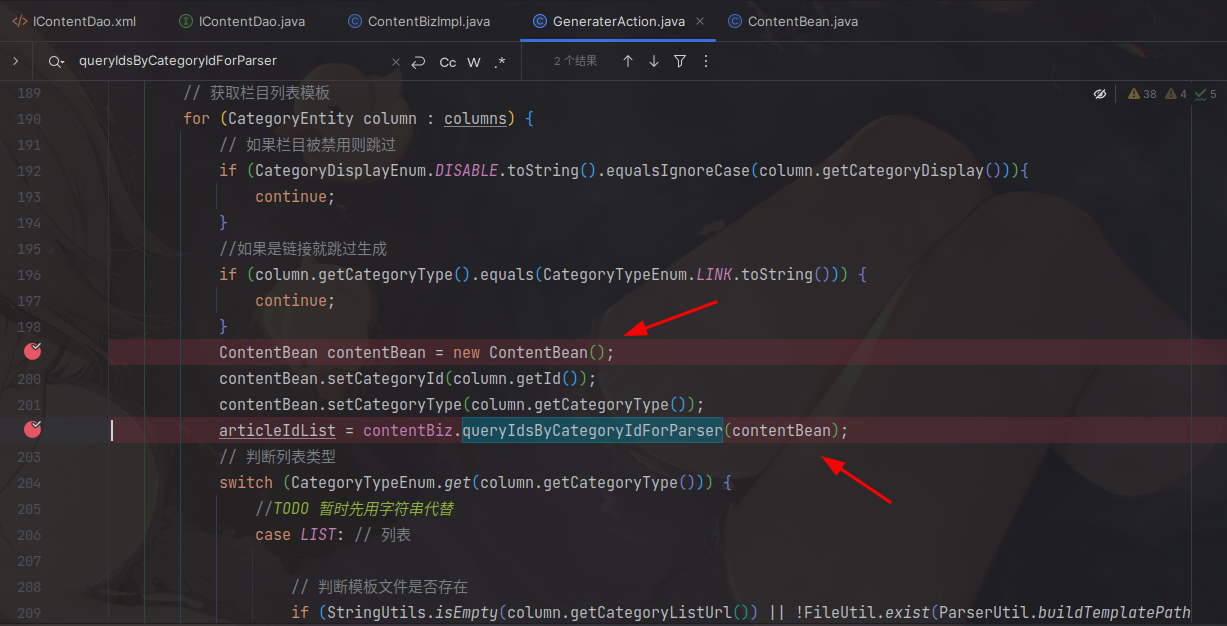 IContentDao.xml IContentDao.java ContentBizImpl.java GeneraterAction.java ContentBean.java
queryIdsByCategoryIdForParser Cc W .* 2 个结果
189 // 获取栏目列表模板 38 4 5
190 for (CategoryEntity column : columns) {
191 // 如果栏目被禁用则跳过
192 if (CategoryDisplayEnum.DISABLE.toString().equalsIgnoreCase(column.getCategoryDisplay())){
193 continue;
194 }
195 //如果是链接就跳过生成
196 if (column.getCategoryType().equals(CategoryTypeEnum.LINK.toString())) {
197 continue;
198 }
ContentBean contentBean = new ContentBean();
200 contentBean.setCategoryId(column.getId());
201 contentBean.setCategoryType(column.getCategoryType());
articleIdList = contentBiz.queryIdsByCategoryIdForParser(contentBean);
203 // 判断列表类型
204 switch (CategoryTypeEnum.get(column.getCategoryType())) {
205 //TODO 暂时先用字符串代替
206 case LIST: // 列表
207
208 // 判断模板文件是否存在
209 if (StringUtils.isEmpty(column.getCategoryListUrl()) || !FileUtil.exist(ParserUtil.buildTemplatePath